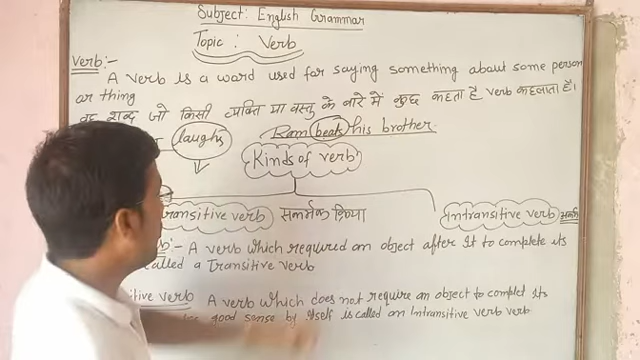 Subject: English Grammar
Topic : Verb
Verb:-
A verb is a word used for saying something about some person
or thing
वह शब्द जो किसी व्यक्ति या वस्तु के बारे में कुछ कहता है verb कहलाता है।
laughs Ram beats his brother.
Kinds of verb
ransitive verb सकर्मक क्रिया Intransitive verb
:- A verb which required an object after it to complete its
called a Transitive verb
itive verb A verb which does not require an object to complet its
good sense by itself is called an Intransitive verb verb